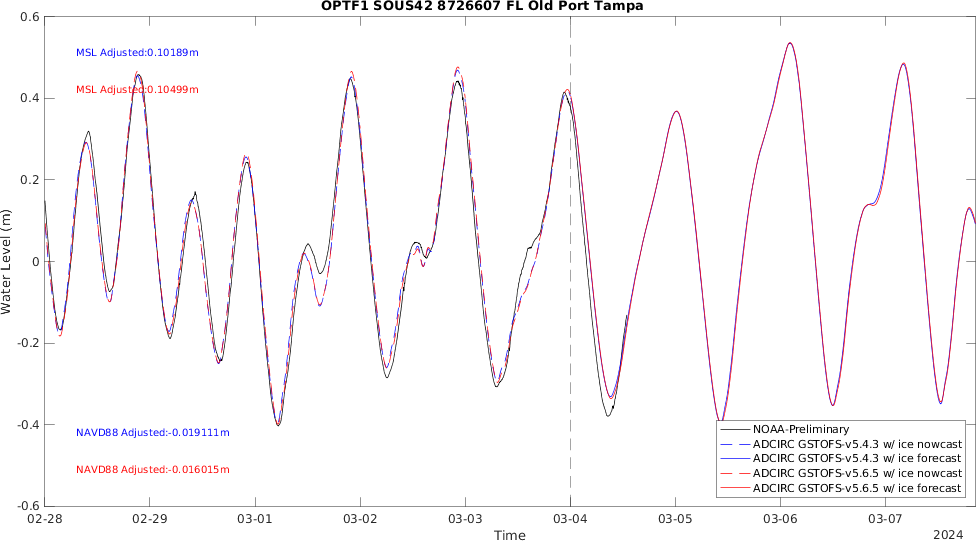 OPTF1 SOUS42 8726607 FL Old Port Tampa
0.6
MSL Adjusted:0.10189m
MSL Adjusted:0.10499m
0.4
0.2
0
-0.2
-0.4
-0.6
Water Level (m)
NAVD88 Adjusted:-0.019111m
NAVD88 Adjusted:-0.016015m
NOAA-Preliminary
ADCIRC GSTOFS-v5.4.3 w/ ice nowcast
ADCIRC GSTOFS-v5.4.3 w/ ice forecast
ADCIRC GSTOFS-v5.6.5 w/ ice nowcast
ADCIRC GSTOFS-v5.6.5 w/ ice forecast
02-28 02-29 03-01 03-02 03-03 03-04 03-05 03-06 03-07
Time
2024